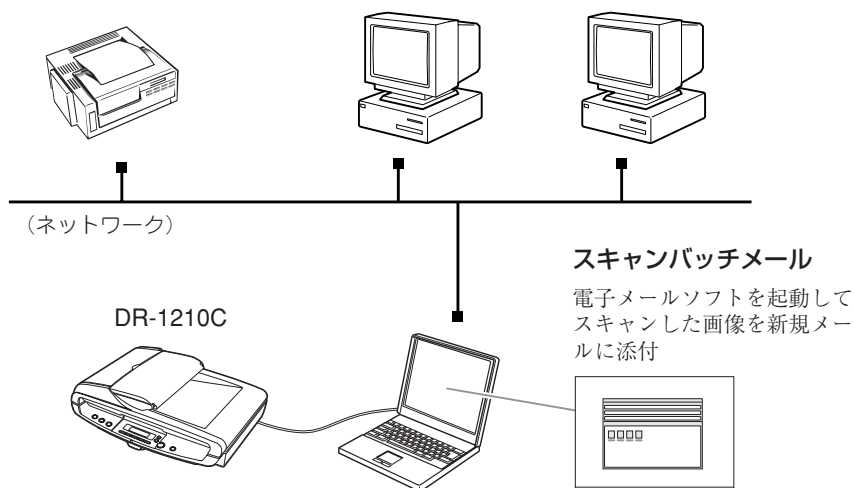 （ネットワーク）
スキャンバッチメール
電子メールソフトを起動して
スキャンした画像を新規メー
ルに添付
DR-1210C